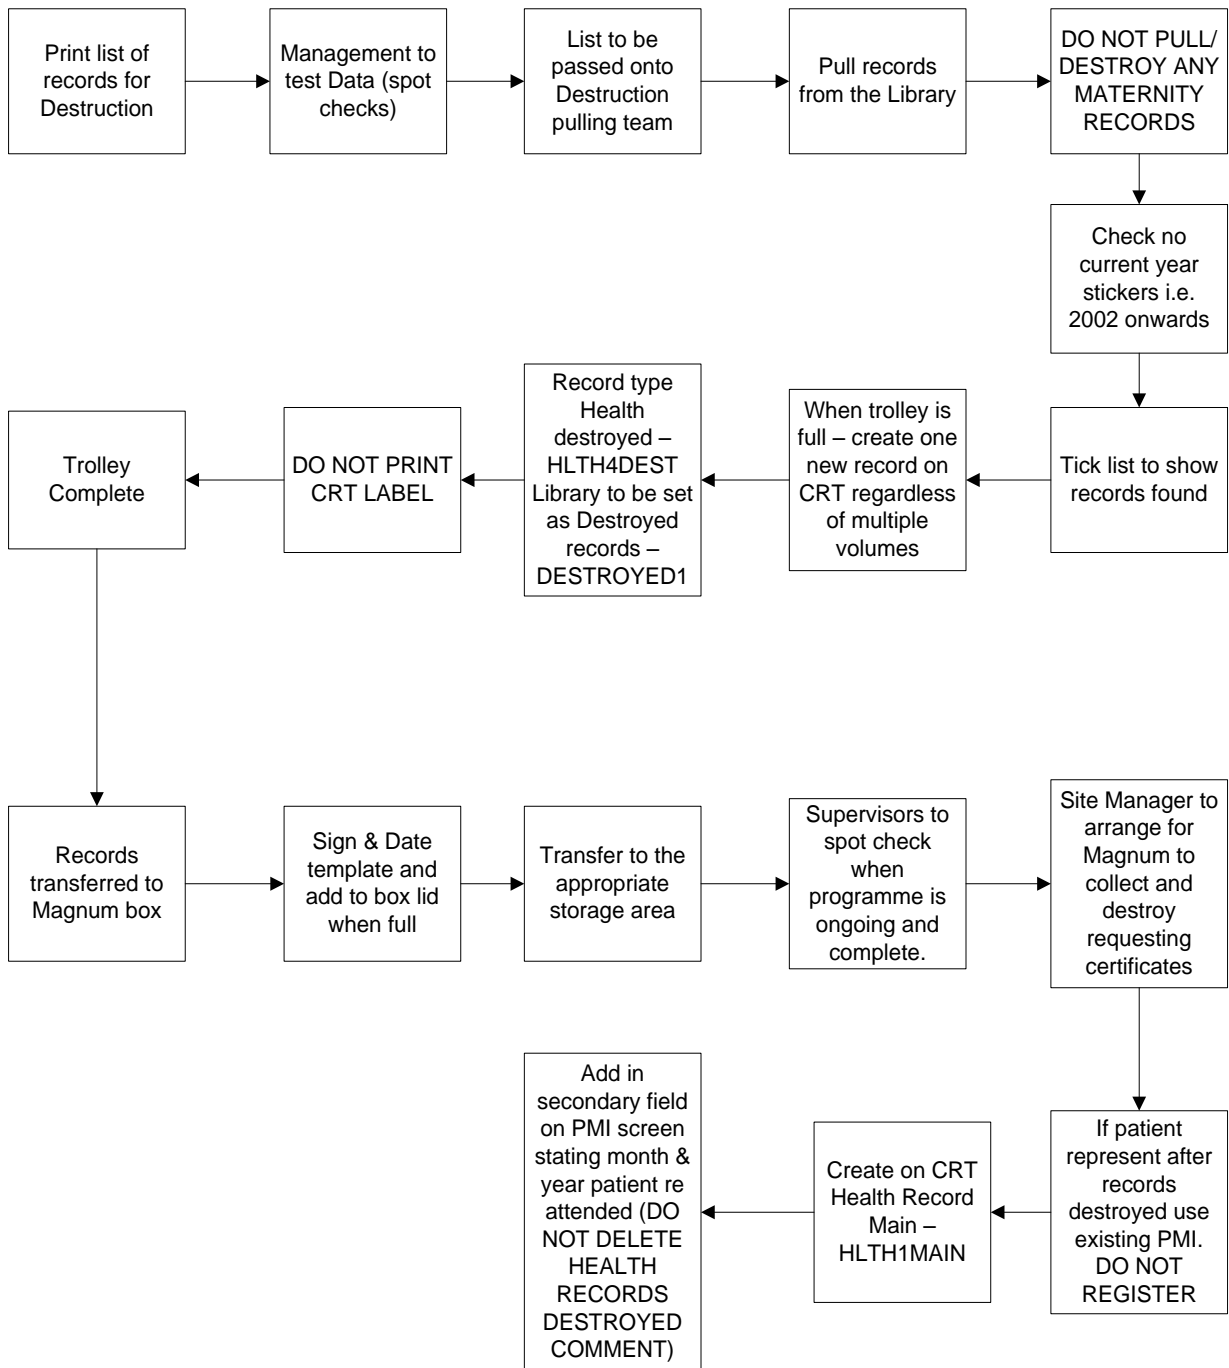 Print list of
records for
Destruction
Management to
test Data (spot
checks)
List to be
passed onto
Destruction
pulling team
Pull records
from the Library
DO NOT PULL/
DESTROY ANY
MATERNITY
RECORDS
Check no
current year
stickers i.e.
2002 onwards
Tick list to show
records found
When trolley is
full – create one
new record on
CRT regardless
of multiple
volumes
Record type
Health
destroyed –
HLTH4DEST
Library to be set
as Destroyed
records –
DESTROYED1
DO NOT PRINT
CRT LABEL
Trolley
Complete
Records
transferred to
Magnum box
Sign & Date
template and
add to box lid
when full
Transfer to the
appropriate
storage area
Supervisors to
spot check
when
programme is
ongoing and
complete.
Site Manager to
arrange for
Magnum to
collect and
destroy
requesting
certificates
If patient
represent after
records
destroyed use
existing PMI.
DO NOT
REGISTER
Create on CRT
Health Record
Main –
HLTH1MAIN
Add in
secondary field
on PMI screen
stating month &
year patient re
attended (DO
NOT DELETE
HEALTH
RECORDS
DESTROYED
COMMENT)